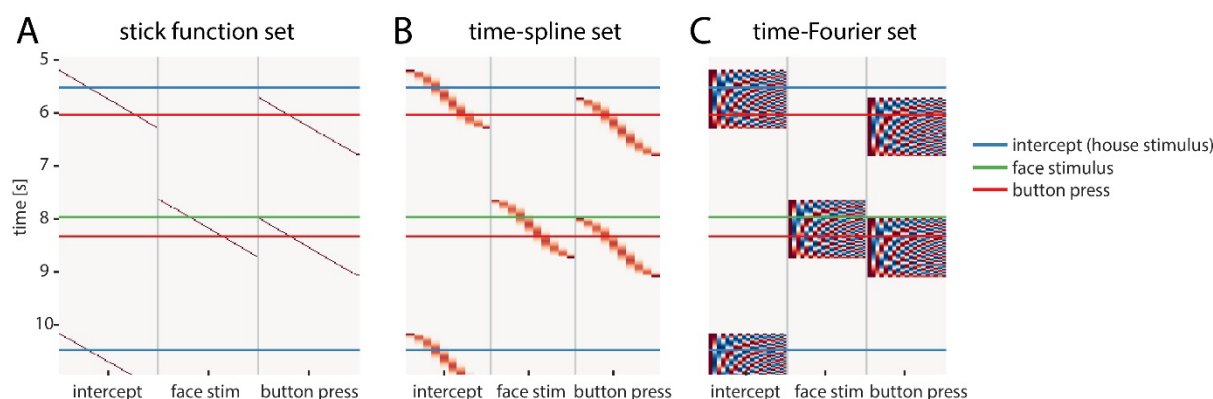 A stick function set
B time-spline set
C time-Fourier set
time [s]
5
6
7
8
9
10
intercept face stim button press
intercept face stim button press
intercept face stim button press
intercept (house stimulus)
face stimulus
button press